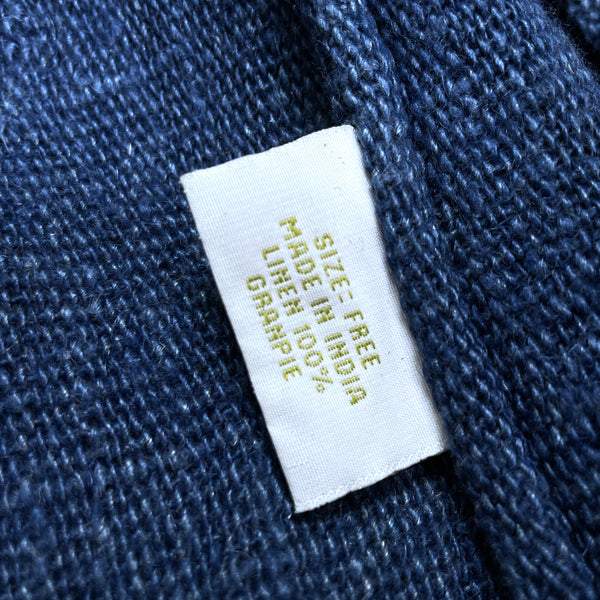 SIZE= FREE
MADE IN INDIA
LINEN 100%
GRANPIE